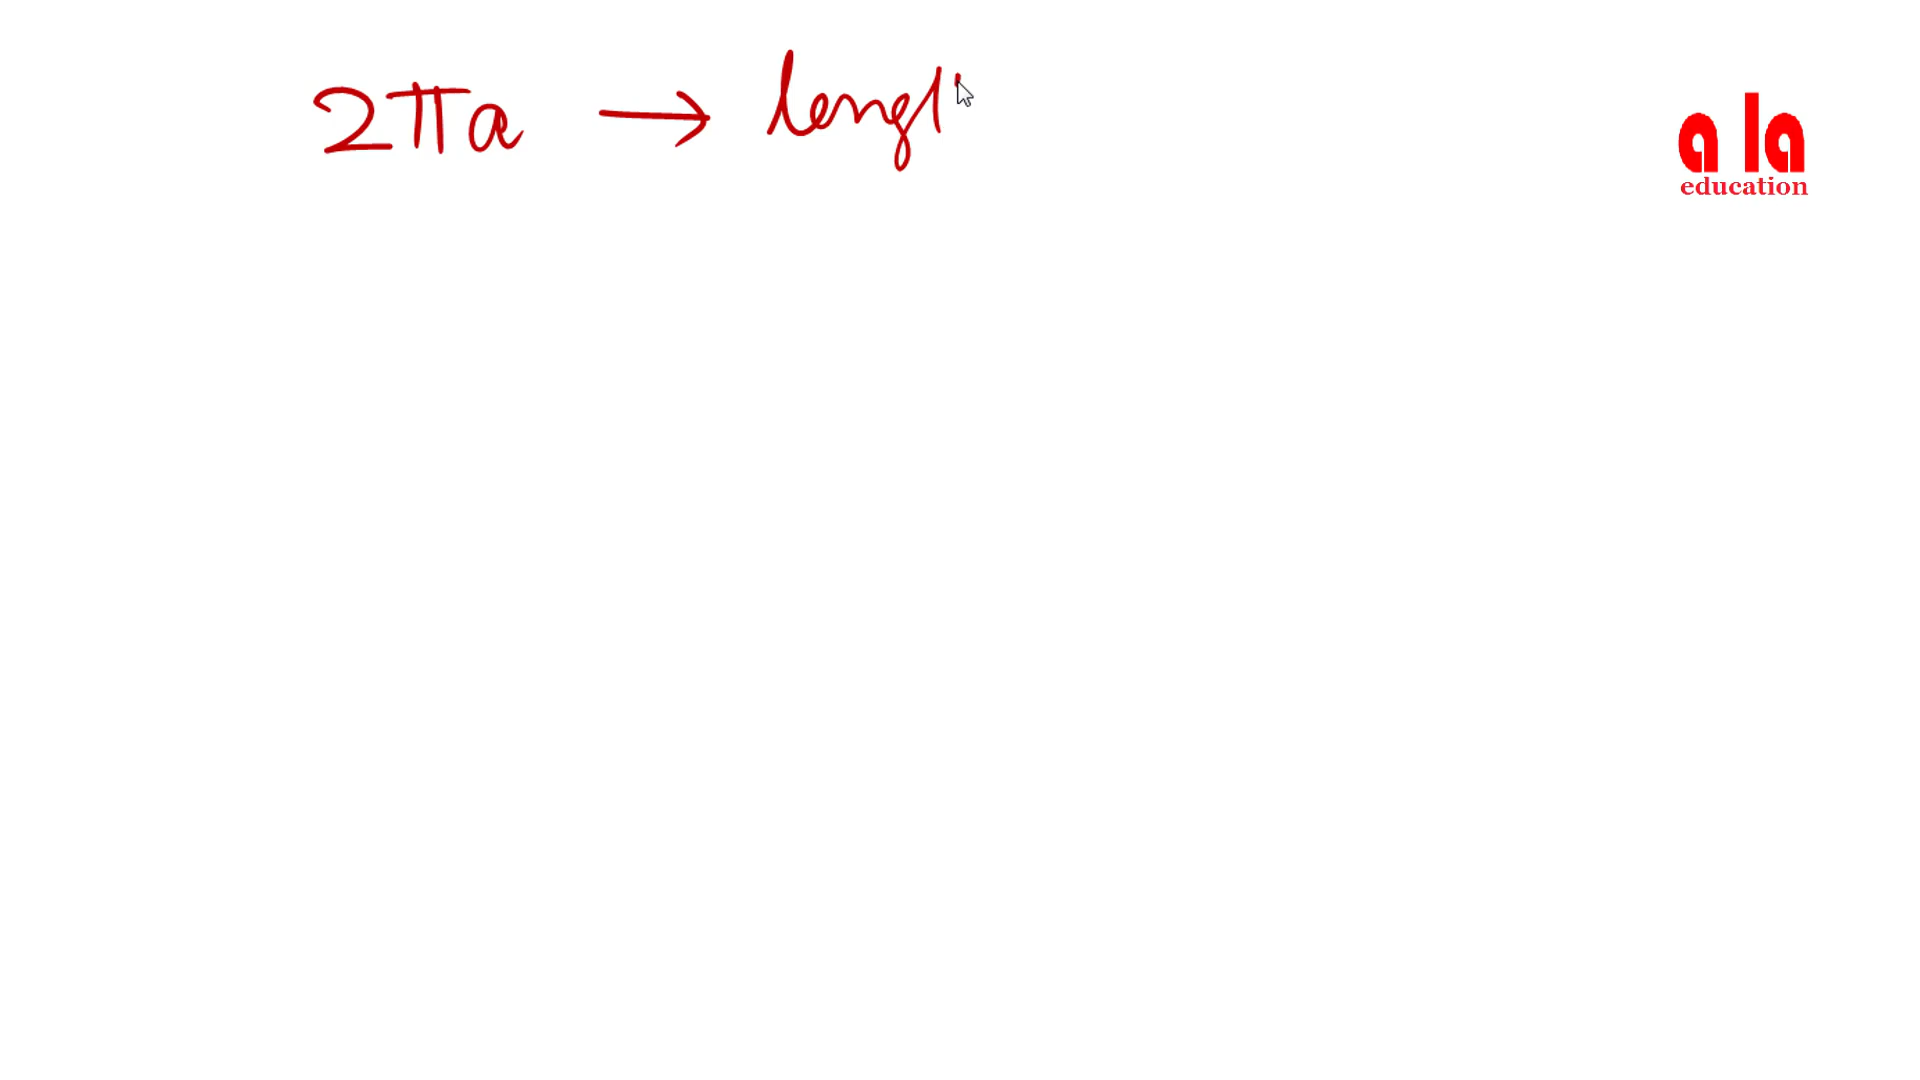 2πa → lengt
a la
education